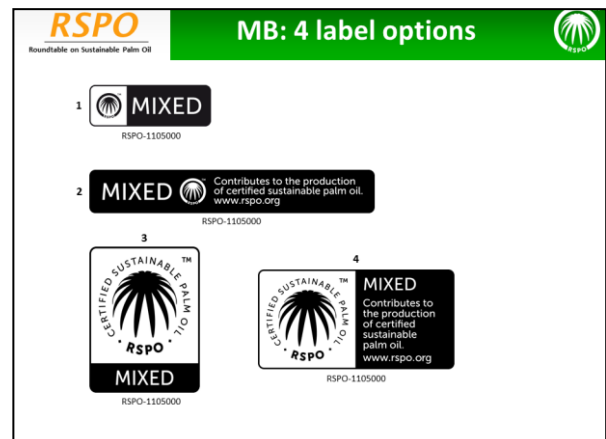 RSPO
Roundtable on Sustainable Palm Oil
MB: 4 label options
RSPO
1
MIXED
RSPO-1105000
2
MIXED
Contributes to the production
of certified sustainable palm oil.
www.rspo.org
RSPO-1105000
3
CERTIFIED SUSTAINABLE PALM OIL
TM
RSPO
MIXED
RSPO-1105000
4
CERTIFIED SUSTAINABLE PALM OIL
TM
RSPO
MIXED
Contributes to
the production
of certified
sustainable
palm oil.
www.rspo.org
RSPO-1105000